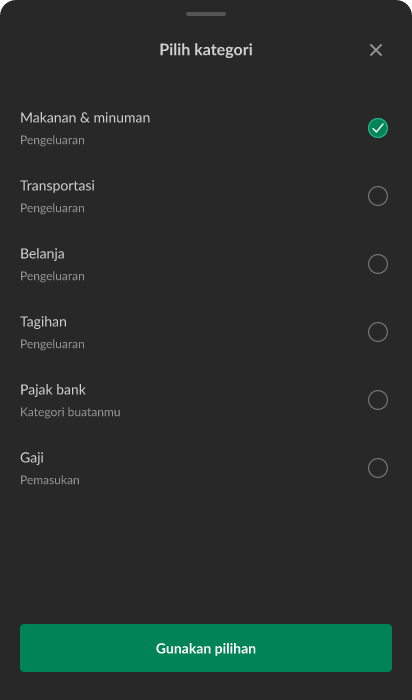 Pilih kategori
Makanan & minuman
Pengeluaran
Transportasi
Pengeluaran
Belanja
Pengeluaran
Tagihan
Pengeluaran
Pajak bank
Kategori buatanmu
Gaji
Pemasukan
Gunakan pilihan